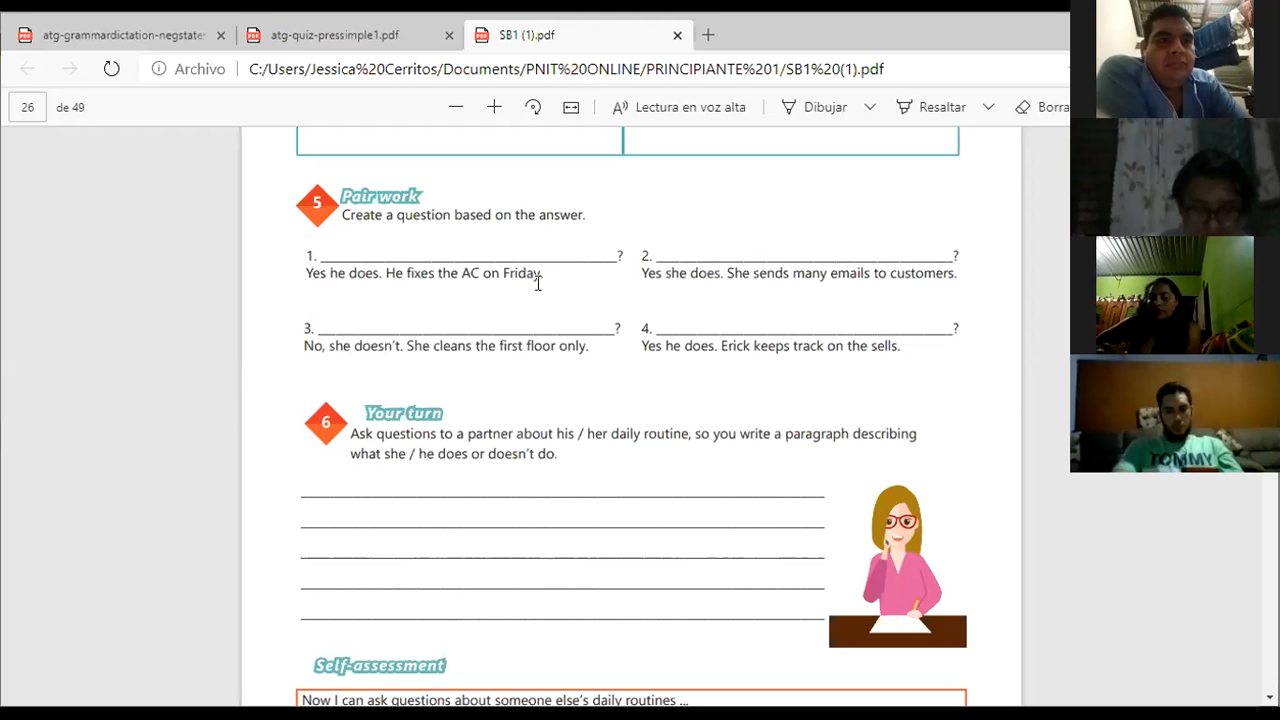 atg-grammardictation-negstate
atg-quiz-pressimple1.pdf
SB1 (1).pdf
Archivo
C:/Users/Jessica%20Cerritos/Documents/PNIT%20ONLINE/PRINCIPIANTE%201/SB1%20(1).pdf
26
de 49
Lectura en voz alta
Dibujar
Resaltar
Borra
5
Pair work
Create a question based on the answer.
1. ________________________________________?
Yes he does. He fixes the AC on Friday.
2. ________________________________________?
Yes she does. She sends many emails to customers.
3. ________________________________________?
No, she doesn't. She cleans the first floor only.
4. ________________________________________?
Yes he does. Erick keeps track on the sells.
6
Your turn
Ask questions to a partner about his / her daily routine, so you write a paragraph describing
what she / he does or doesn't do.
Self-assessment
Now I can ask questions about someone else's daily routines ...
TOMMY